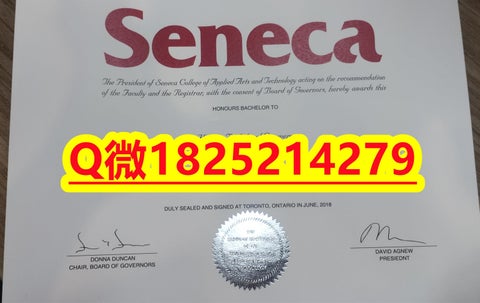 Seneca
The President of Seneca College of Applied Arts and Technology acting on the recommendation
of the Faculty and the Registrar, with the consent of Board of Governors, hereby awards this
HONOURS BACHELOR TO
Q微1825214279
DULY SEALED AND SIGNED AT TORONTO, ONTARIO IN JUNE, 2018
DONNA DUNCAN
CHAIR, BOARD OF GOVERNORS
DAVID AGNEW
PRESIEDNT